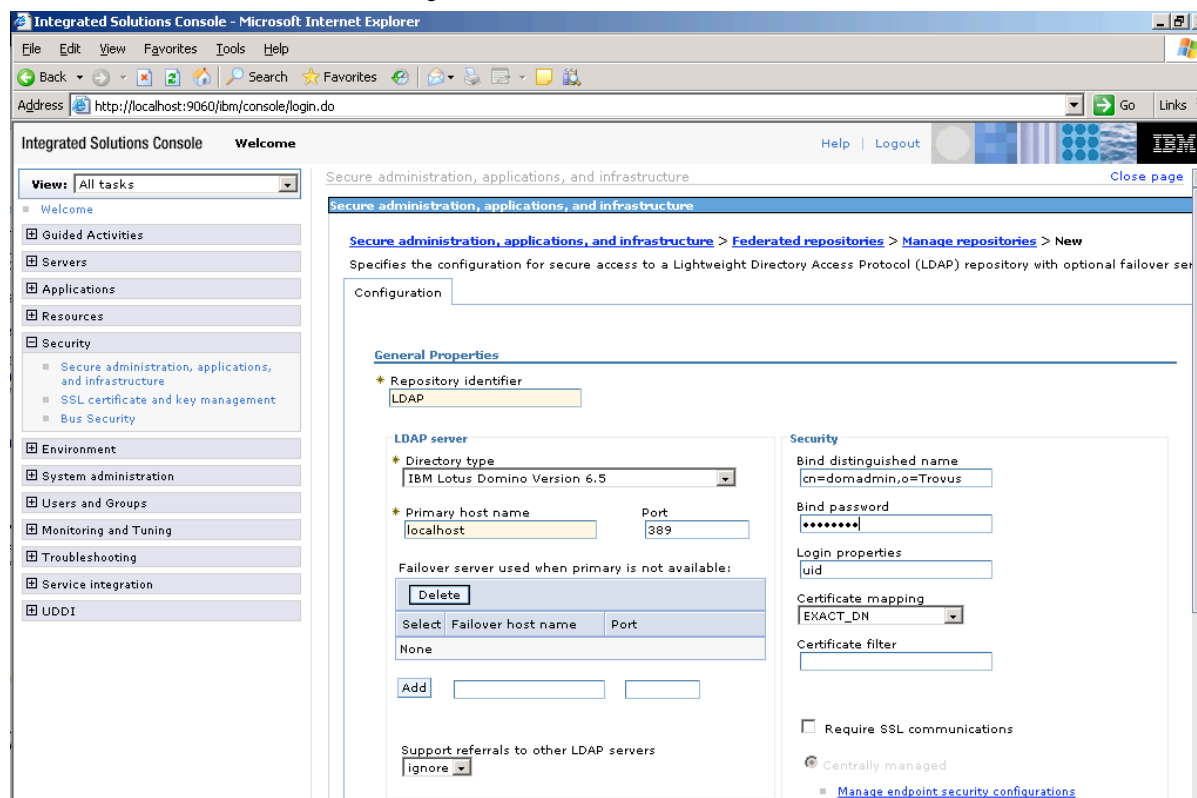 Integrated Solutions Console - Microsoft Internet Explorer
File Edit View Favorites Tools Help
Back Search Favorites
Address http://localhost:9060/ibm/console/login.do Go Links
Integrated Solutions Console Welcome Help | Logout IBM
View: All tasks
Welcome
Guided Activities
Servers
Applications
Resources
Security
Secure administration, applications,
and infrastructure
SSL certificate and key management
Bus Security
Environment
System administration
Users and Groups
Monitoring and Tuning
Troubleshooting
Service integration
UDDI
Secure administration, applications, and infrastructure Close page
Secure administration, applications, and infrastructure
Secure administration, applications, and infrastructure > Federated repositories > Manage repositories > New
Specifies the configuration for secure access to a Lightweight Directory Access Protocol (LDAP) repository with optional failover ser
Configuration
General Properties
* Repository identifier
LDAP
LDAP server
* Directory type
IBM Lotus Domino Version 6.5
* Primary host name Port
localhost 389
Failover server used when primary is not available:
Delete
Select Failover host name Port
None
Add
Support referrals to other LDAP servers
ignore
Security
Bind distinguished name
cn=domadmin,o=Trovus
Bind password
••••••••
Login properties
uid
Certificate mapping
EXACT_DN
Certificate filter
Require SSL communications
Centrally managed
Manage endpoint security configurations